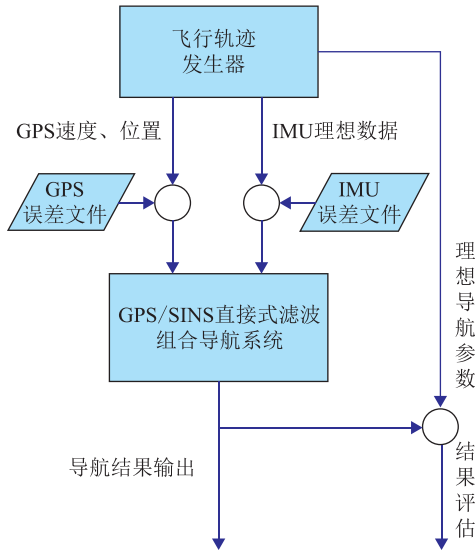 飞行轨迹
发生器
GPS速度、位置
IMU理想数据
GPS
误差文件
IMU
误差文件
理想导航参数
GPS/SINS直接式滤波
组合导航系统
导航结果输出
结果评估